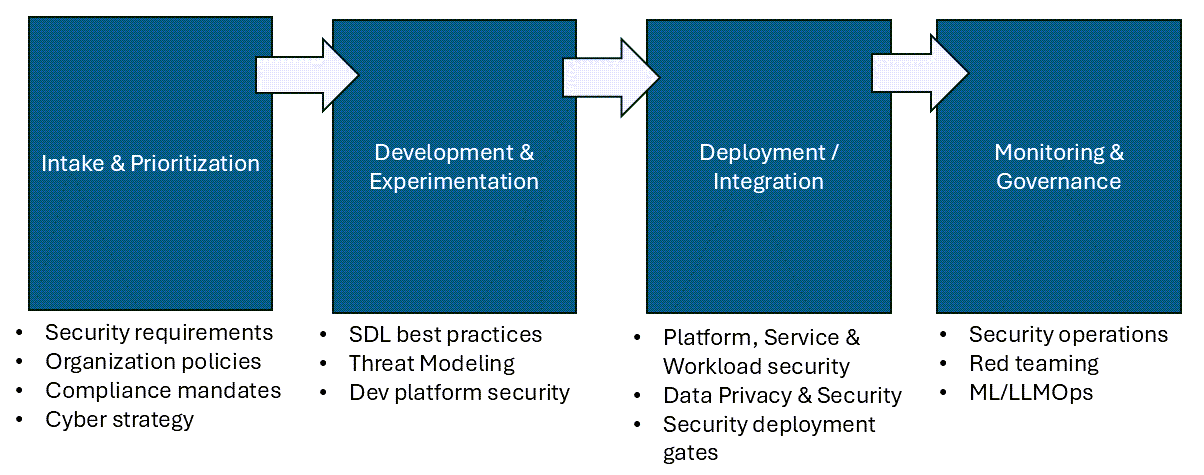 Intake & Prioritization
• Security requirements
• Organization policies
• Compliance mandates
• Cyber strategy
Development &
Experimentation
• SDL best practices
• Threat Modeling
• Dev platform security
Deployment /
Integration
• Platform, Service &
Workload security
• Data Privacy & Security
• Security deployment
gates
Monitoring &
Governance
• Security operations
• Red teaming
• ML/LLMOps